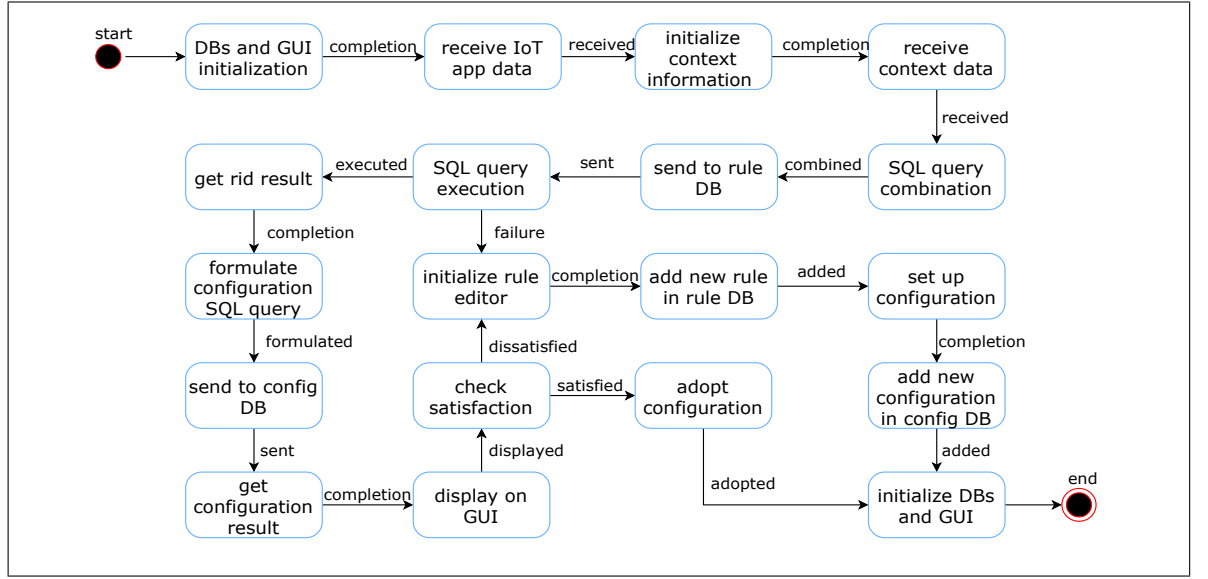 start
DBs and GUI
initialization
completion
receive IoT
app data
received
initialize
context
information
completion
receive
context data
received
get rid result
executed
SQL query
execution
sent
send to rule
DB
combined
SQL query
combination
completion
failure
formulate
configuration
SQL query
initialize rule
editor
completion
add new rule
in rule DB
added
set up
configuration
formulated
dissatisfied
completion
send to config
DB
check
satisfaction
satisfied
adopt
configuration
add new
configuration
in config DB
sent
displayed
added
get
configuration
result
completion
display on
GUI
adopted
initialize DBs
and GUI
end